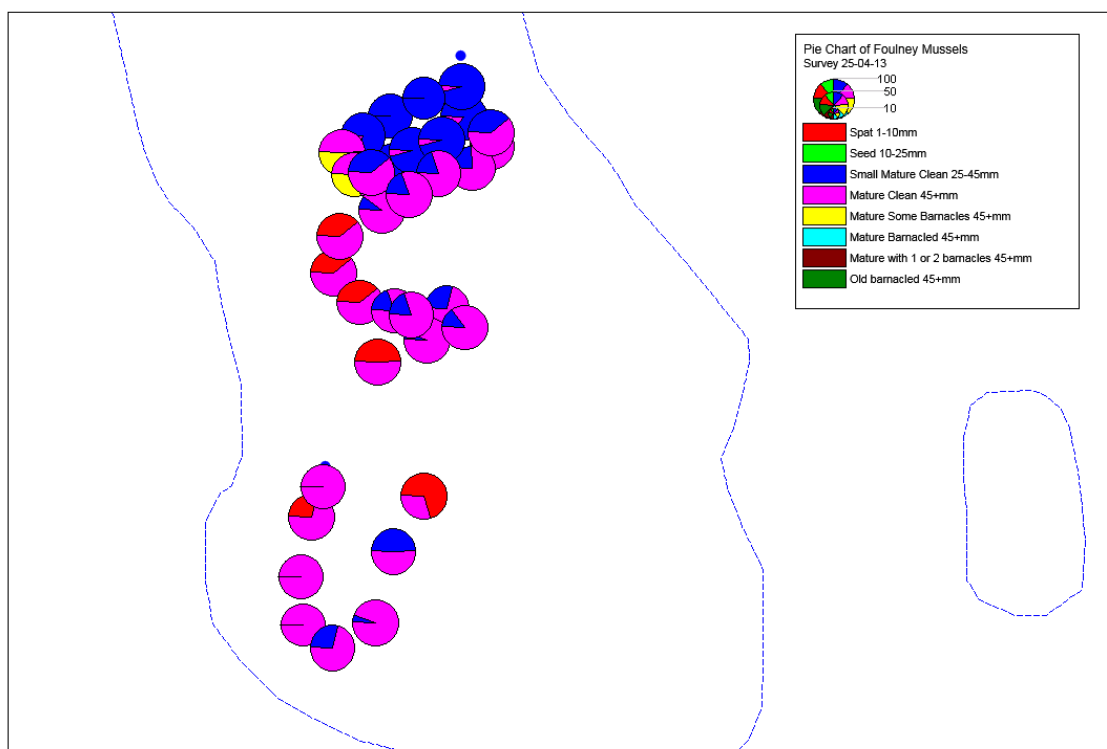 Pie Chart of Foulney Mussels
Survey 25-04-13
100
50
10
Spat 1-10mm
Seed 10-25mm
Small Mature Clean 25-45mm
Mature Clean 45+mm
Mature Some Barnacles 45+mm
Mature Barnacled 45+mm
Mature with 1 or 2 barnacles 45+mm
Old barnacled 45+mm